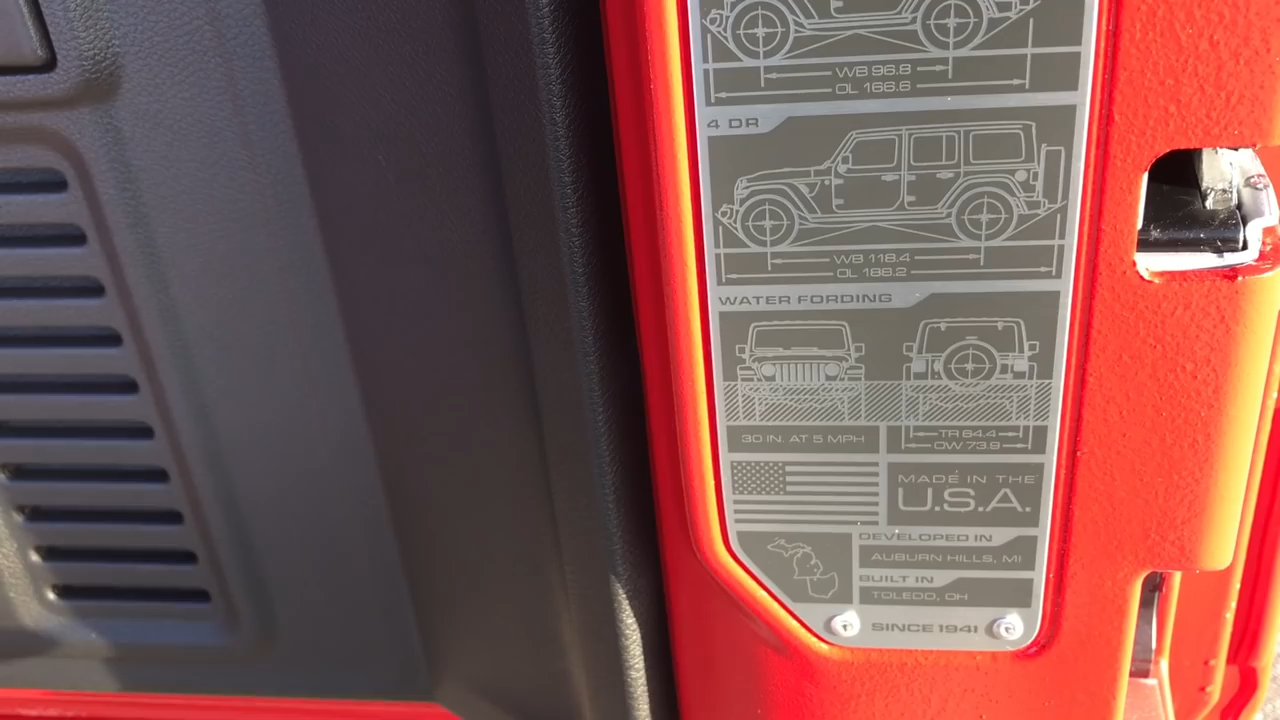 WB 96.8
OL 166.6
4 DR
WB 118.4
OL 188.2
WATER FORDING
30 IN. AT 5 MPH
TR 64.4
OW 73.9
MADE IN THE
U.S.A.
DEVELOPED IN
AUBURN HILLS, MI
BUILT IN
TOLEDO, OH
SINCE 1941